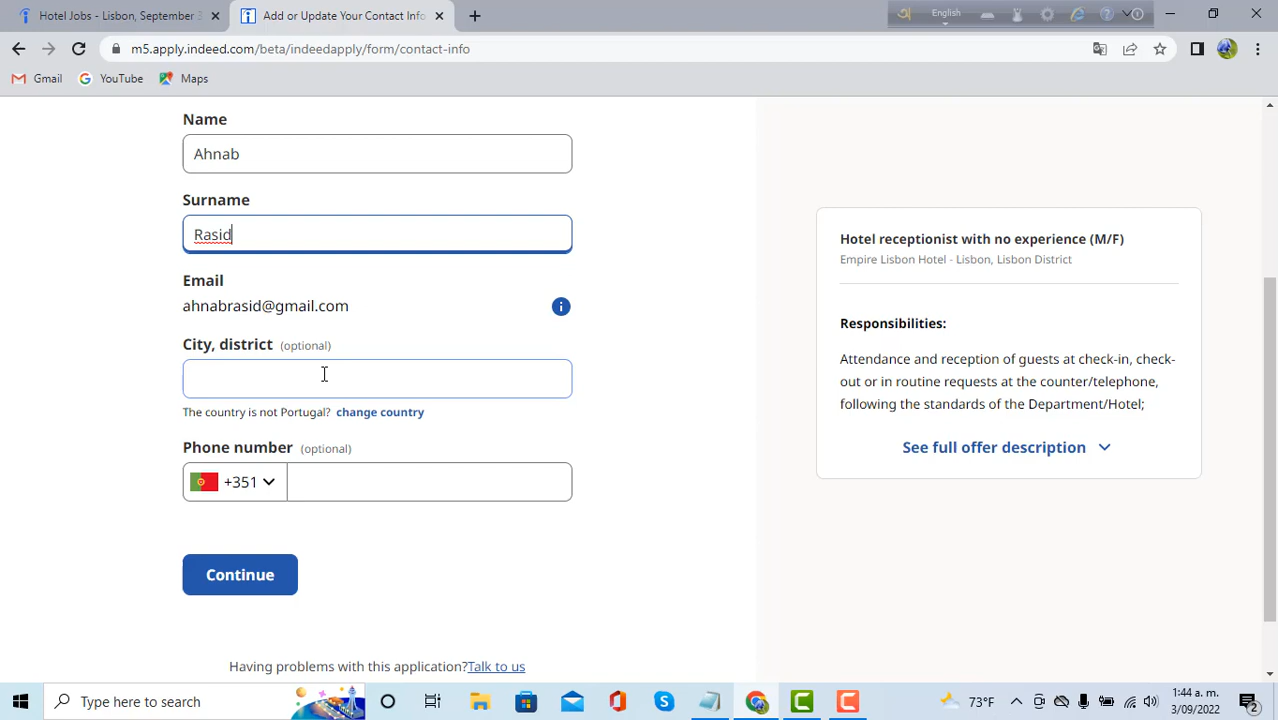 Hotel Jobs - Lisbon, September 3
Add or Update Your Contact Info
English
m5.apply.indeed.com/beta/indeedapply/form/contact-info
Gmail
YouTube
Maps
Name
Ahnab
Surname
Rasid
Email
ahnabrasid@gmail.com
City, district (optional)
The country is not Portugal? change country
Phone number (optional)
+351
Continue
Having problems with this application?Talk to us
Hotel receptionist with no experience (M/F)
Empire Lisbon Hotel - Lisbon, Lisbon District
Responsibilities:
Attendance and reception of guests at check-in, check-
out or in routine requests at the counter/telephone,
following the standards of the Department/Hotel;
See full offer description
Type here to search
73°F
1:44 a. m.
3/09/2022
2